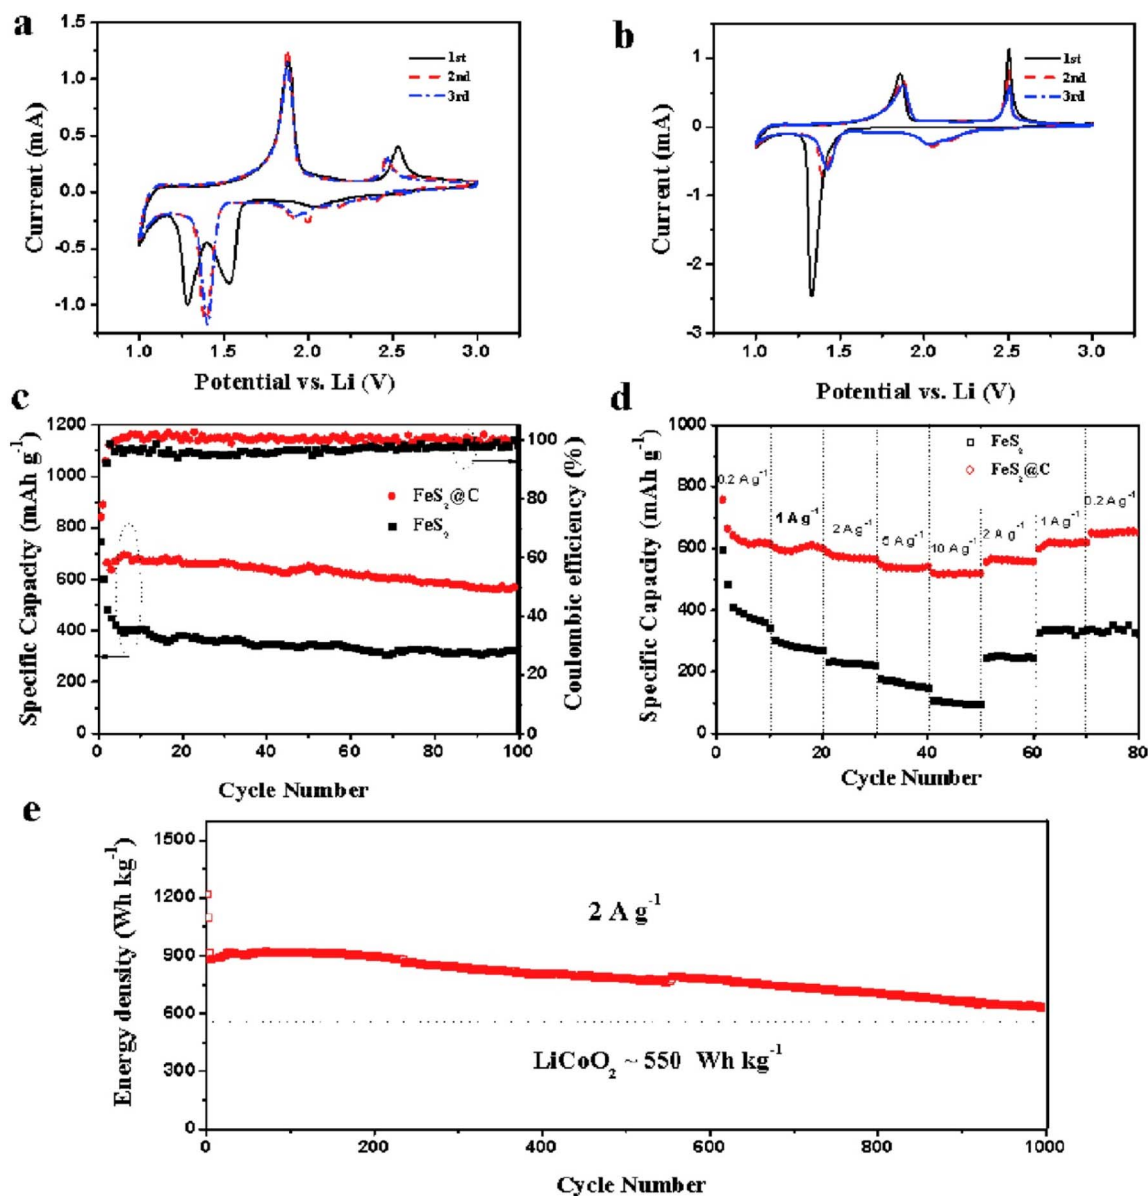 a
1st
2nd
3rd
1.5
1.0
0.5
0.0
-0.5
-1.0
Current (mA)
1.0 1.5 2.0 2.5 3.0
Potential vs. Li (V)
b
1st
2nd
3rd
1
0
-1
-2
-3
Current (mA)
1.0 1.5 2.0 2.5 3.0
Potential vs. Li (V)
c
1200
1000
800
600
400
200
0
Specific Capacity (mAh g⁻¹)
FeS₂@C
FeS₂
100
80
60
40
20
0
Coulombic efficiency (%)
0 20 40 60 80 100
Cycle Number
d
1000
800
600
400
200
0
Specific Capacity (mAh g⁻¹)
FeS₂
FeS₂@C
0.2 A g⁻¹
1 A g⁻¹
2 A g⁻¹
5 A g⁻¹
10 A g⁻¹
2 A g⁻¹
1 A g⁻¹
0.2 A g⁻¹
0 20 40 60 80
Cycle Number
e
1500
1200
900
600
300
0
Energy density (Wh kg⁻¹)
2 A g⁻¹
LiCoO₂ ~ 550 Wh kg⁻¹
0 200 400 600 800 1000
Cycle Number